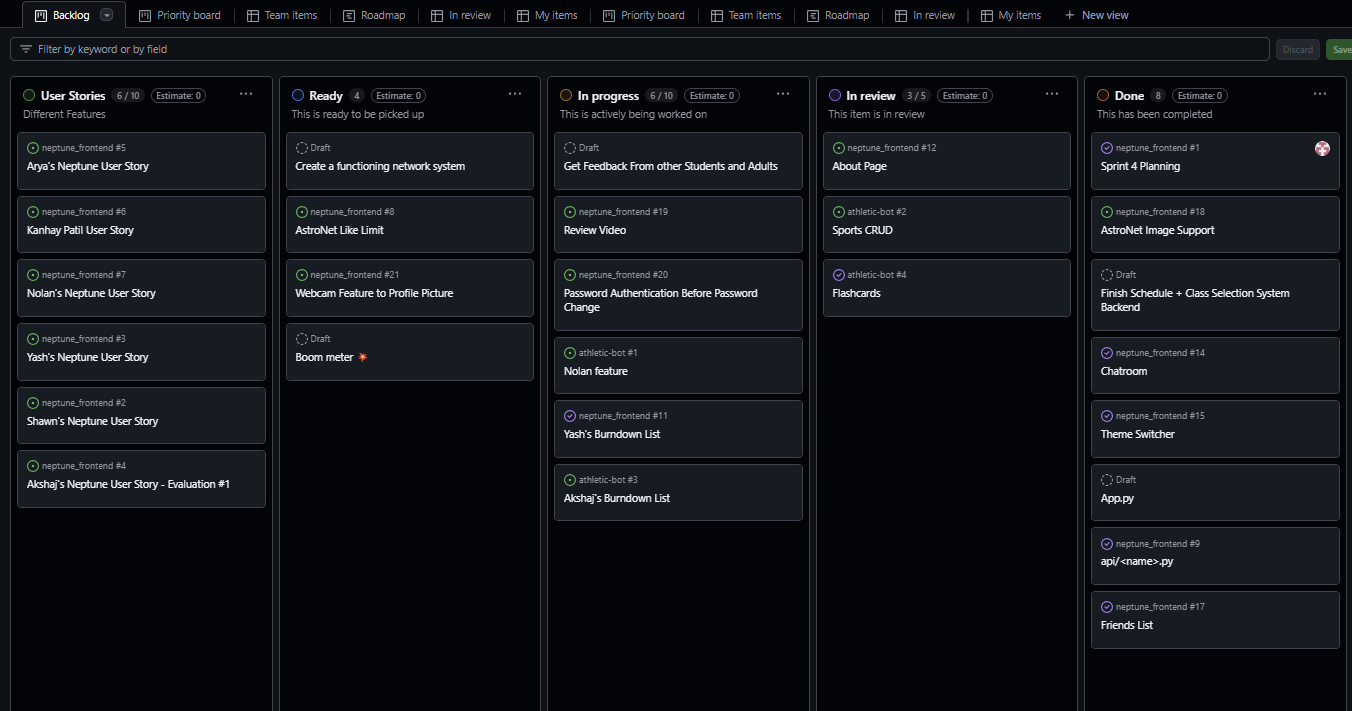 Backlog
Priority board
Team items
Roadmap
In review
My items
Priority board
Team items
Roadmap
In review
My items
+ New view
Filter by keyword or by field
Discard
Save
User Stories 6 / 10 Estimate: 0 ...
Different Features
neptune_frontend #5
Arya's Neptune User Story
neptune_frontend #6
Kanhay Patil User Story
neptune_frontend #7
Nolan's Neptune User Story
neptune_frontend #3
Yash's Neptune User Story
neptune_frontend #2
Shawn's Neptune User Story
neptune_frontend #4
Akshaj's Neptune User Story - Evaluation #1
Ready 4 Estimate: 0 ...
This is ready to be picked up
Draft
Create a functioning network system
neptune_frontend #8
AstroNet Like Limit
neptune_frontend #21
Webcam Feature to Profile Picture
Draft
Boom meter 💥
In progress 6 / 10 Estimate: 0 ...
This is actively being worked on
Draft
Get Feedback From other Students and Adults
neptune_frontend #19
Review Video
neptune_frontend #20
Password Authentication Before Password
Change
athletic-bot #1
Nolan feature
neptune_frontend #11
Yash's Burndown List
athletic-bot #3
Akshaj's Burndown List
In review 3 / 5 Estimate: 0 ...
This item is in review
neptune_frontend #12
About Page
athletic-bot #2
Sports CRUD
athletic-bot #4
Flashcards
Done 8 Estimate: 0 ...
This has been completed
neptune_frontend #1
Sprint 4 Planning
neptune_frontend #18
AstroNet Image Support
Draft
Finish Schedule + Class Selection System
Backend
neptune_frontend #14
Chatroom
neptune_frontend #15
Theme Switcher
Draft
App.py
neptune_frontend #9
api/<name>.py
neptune_frontend #17
Friends List